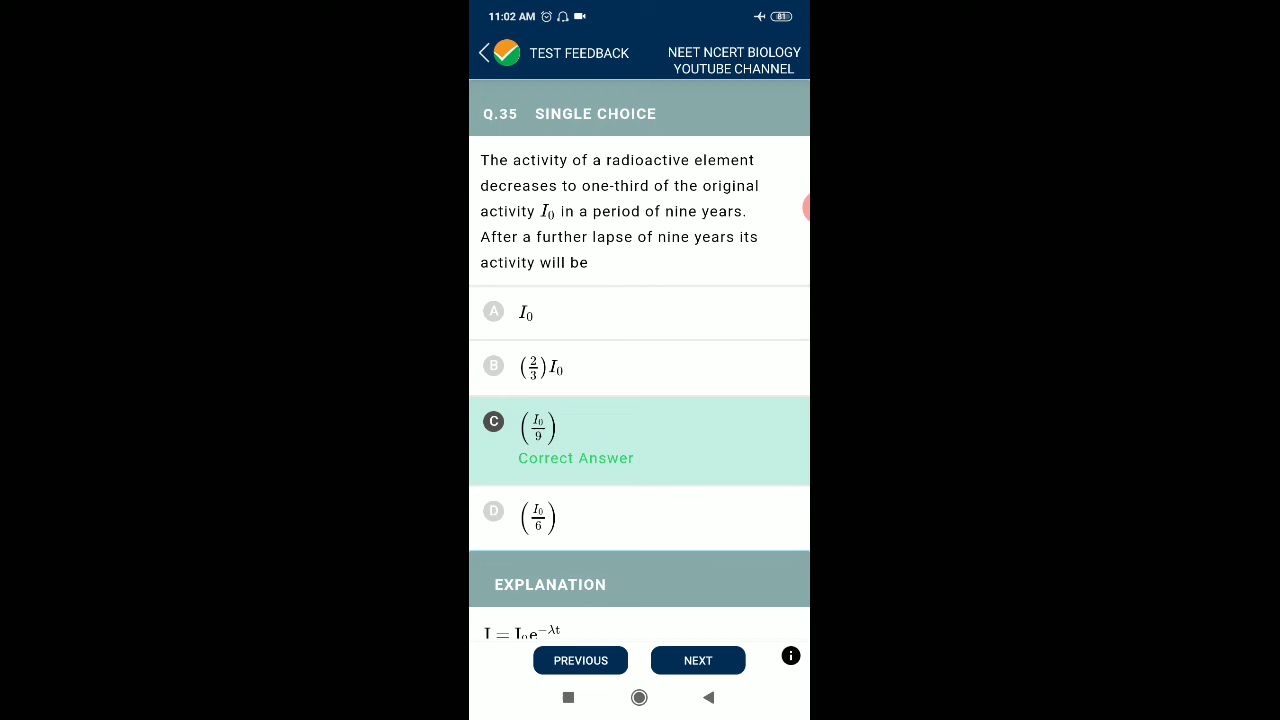 11:02 AM 81
TEST FEEDBACK
NEET NCERT BIOLOGY
YOUTUBE CHANNEL
Q.35 SINGLE CHOICE
The activity of a radioactive element
decreases to one-third of the original
activity I₀ in a period of nine years.
After a further lapse of nine years its
activity will be
A I₀
B (2/3)I₀
C (I₀/9)
Correct Answer
D (I₀/6)
EXPLANATION
I = I₀e^{−λt}
PREVIOUS NEXT